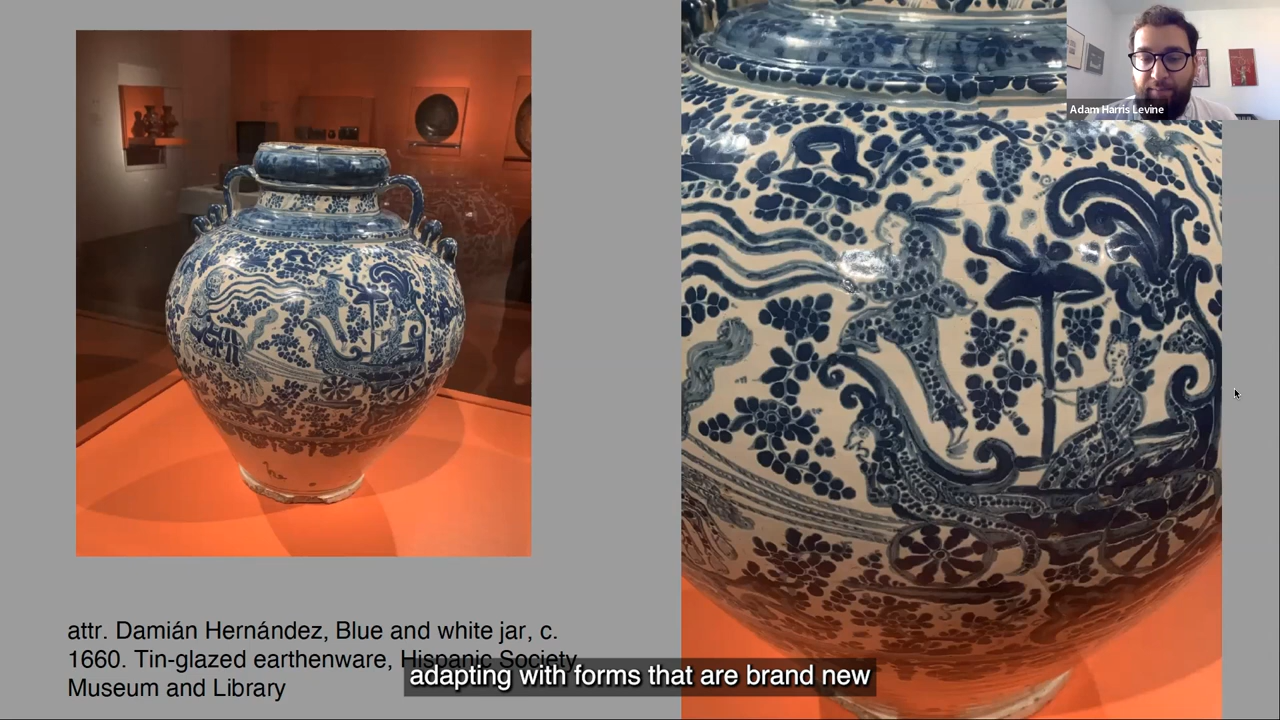 Adam Harris Levine
attr. Damián Hernández, Blue and white jar, c.
1660. Tin-glazed earthenware, Hispanic Society
Museum and Library
adapting with forms that are brand new